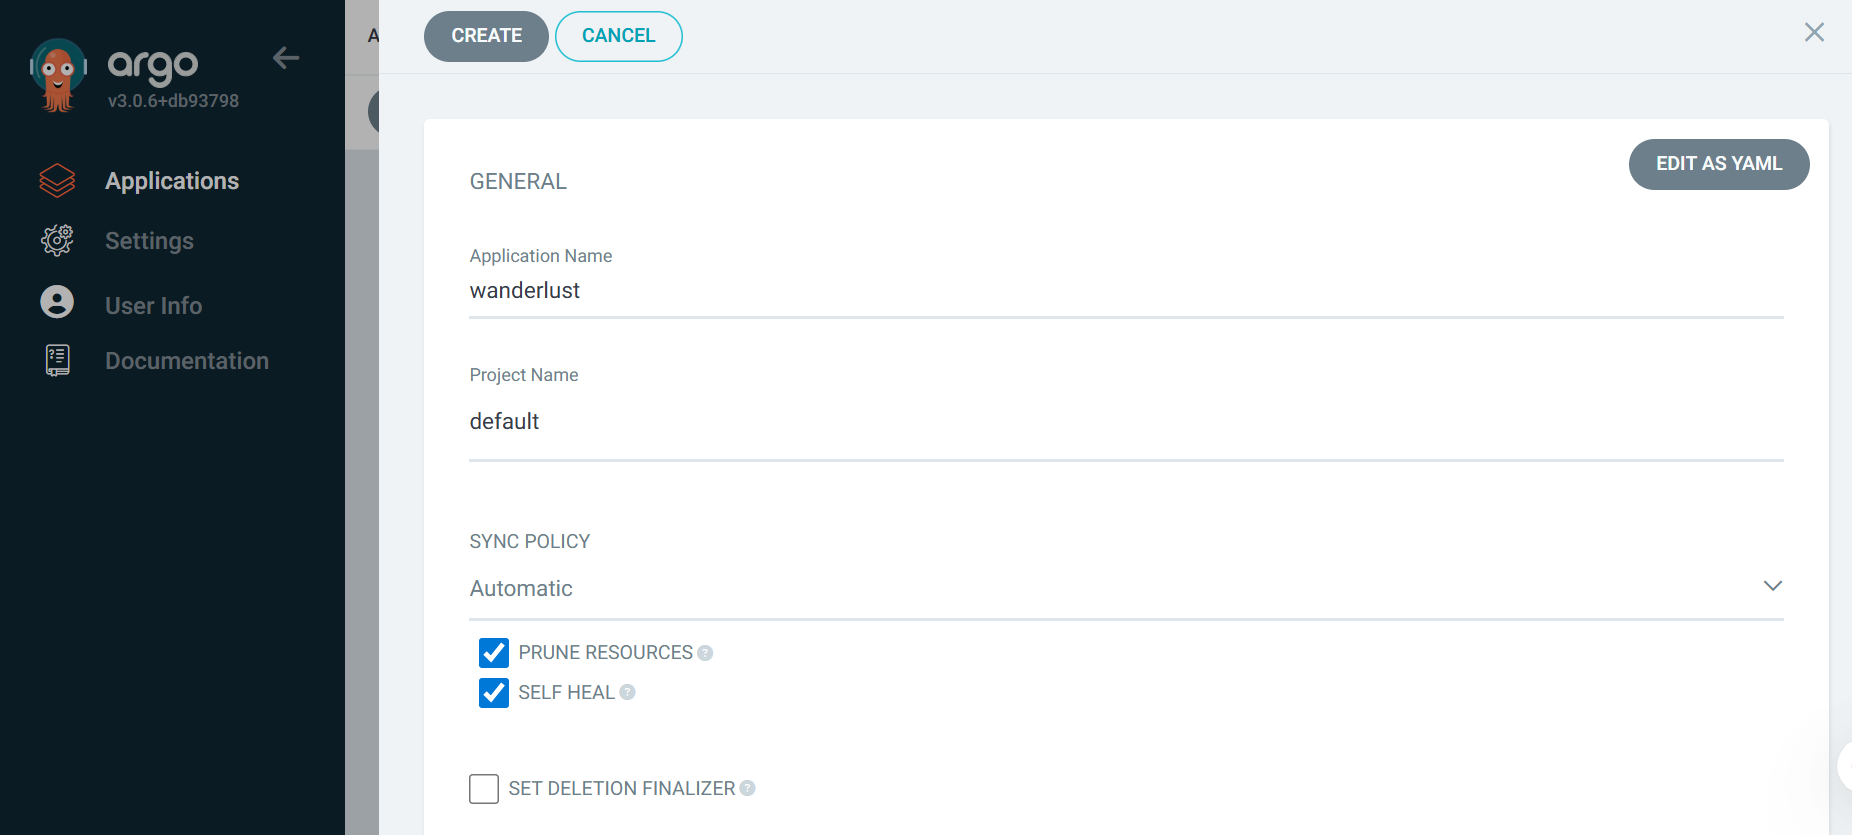 argo
v3.0.6+db93798
Applications
Settings
User Info
Documentation
A
CREATE
CANCEL
EDIT AS YAML
GENERAL
Application Name
wanderlust
Project Name
default
SYNC POLICY
Automatic
PRUNE RESOURCES ?
SELF HEAL ?
SET DELETION FINALIZER ?